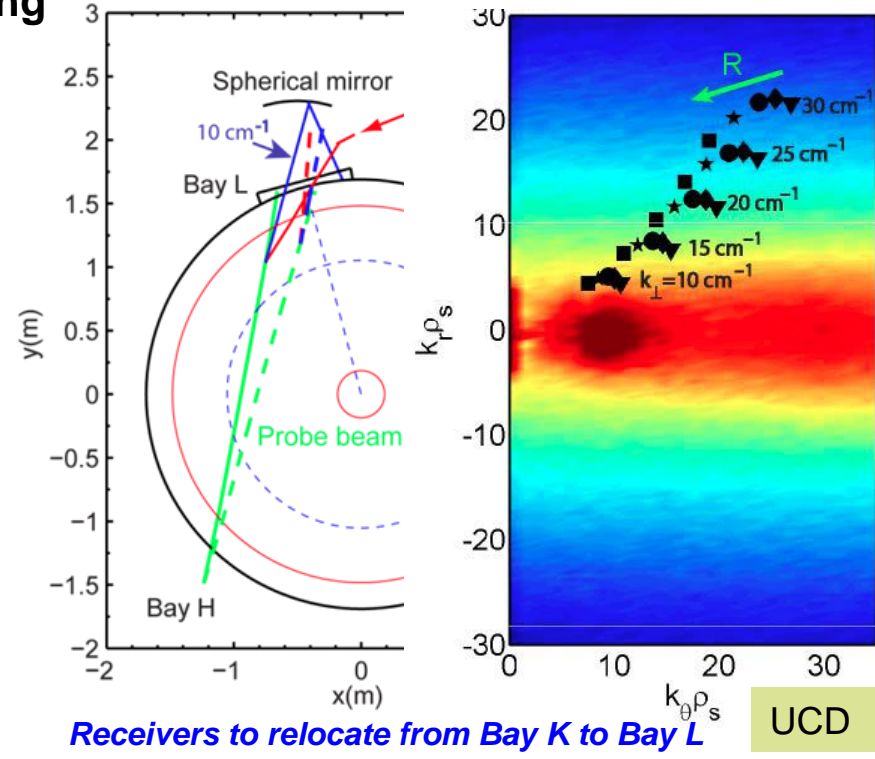 ng
3
2.5
2
1.5
1
0.5
0
−0.5
−1
−1.5
−2
y(m)
Spherical mirror
10 cm⁻¹
Bay L
Probe beam
Bay H
−2
−1
0
x(m)
30
20
10
0
-10
-20
-30
kᵣρₛ
R
30 cm⁻¹
25 cm⁻¹
20 cm⁻¹
15 cm⁻¹
k⊥=10 cm⁻¹
0
10
20
30
k_θρₛ
Receivers to relocate from Bay K to Bay L
UCD